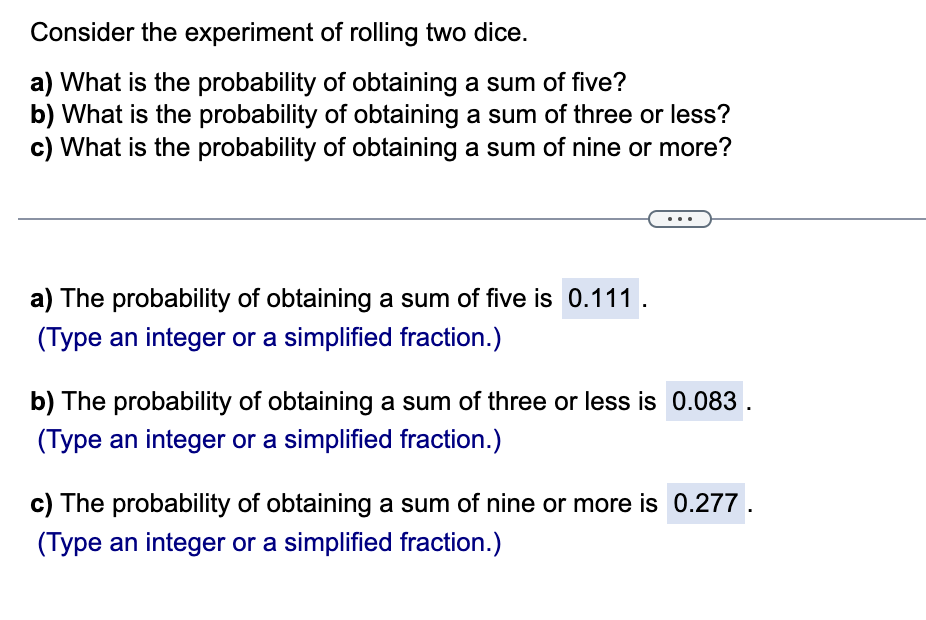 Consider the experiment of rolling two dice.
a) What is the probability of obtaining a sum of five?
b) What is the probability of obtaining a sum of three or less?
c) What is the probability of obtaining a sum of nine or more?
a) The probability of obtaining a sum of five is 0.111.
(Type an integer or a simplified fraction.)
b) The probability of obtaining a sum of three or less is 0.083.
(Type an integer or a simplified fraction.)
c) The probability of obtaining a sum of nine or more is 0.277.
(Type an integer or a simplified fraction.)